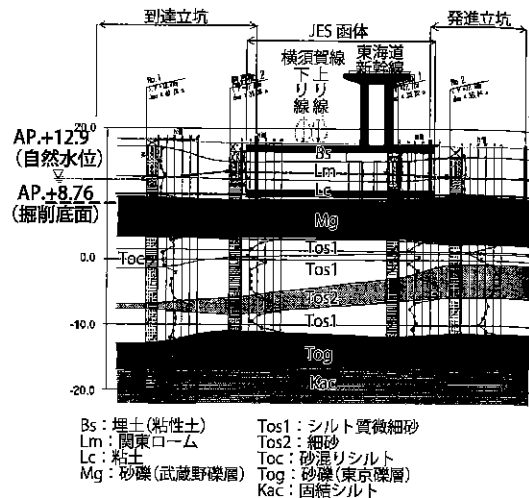 到達立坑
発進立坑
JES 函体
横須賀線
下り線
上り線
東海道
新幹線
20.0
AP.+12.9
(自然水位)
AP.+8.76
(掘削底面)
Bs
Lm
Lc
Mg
Toc
0.0
Tos1
Tos1
Tos2
-10.0
Tos1
Tog
-20.0
Kac
Bs：埋土(粘性土)
Lm：関東ローム
Lc：粘土
Mg：砂礫(武蔵野礫層)
Tos1：シルト質微細砂
Tos2：細砂
Toc：砂混りシルト
Tog：砂礫(東京礫層)
Kac：固結シルト